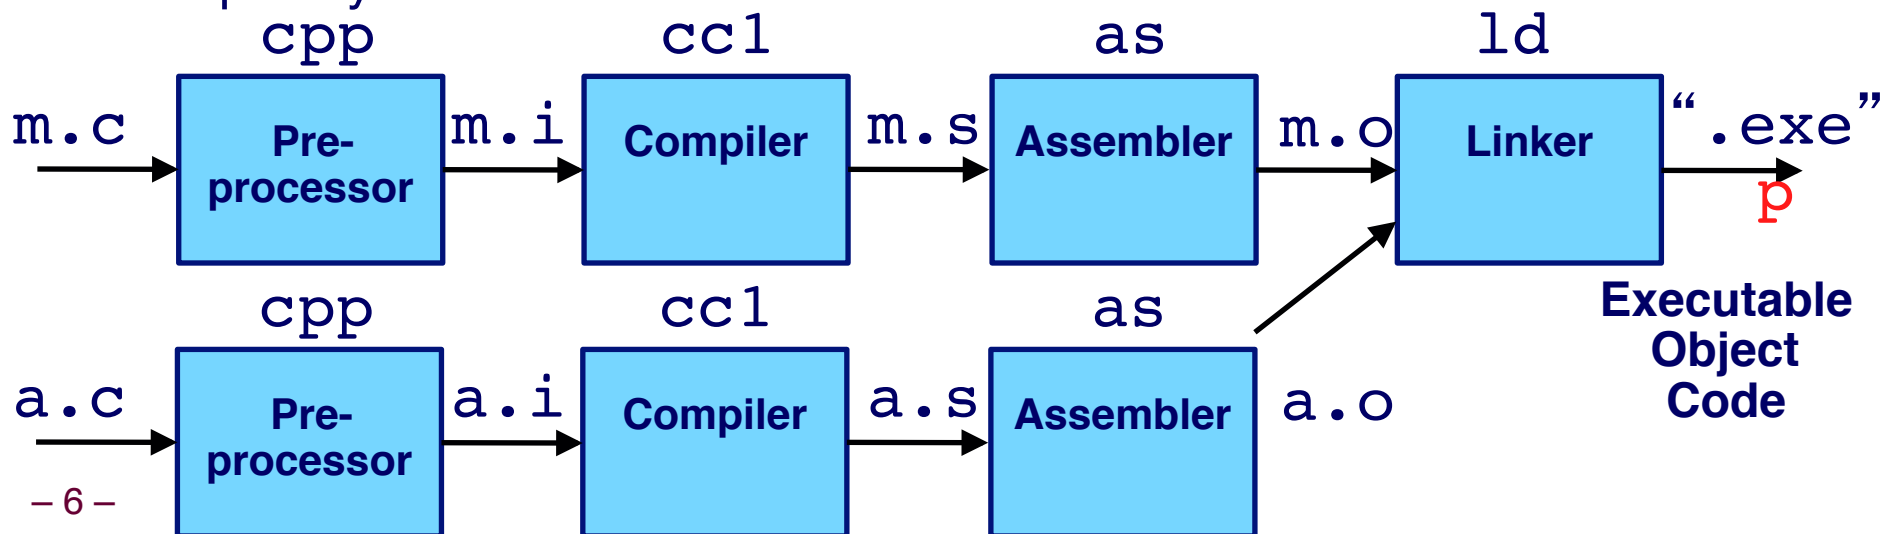 cpp cc1 as ld
m.c Pre-processor m.i Compiler m.s Assembler m.o Linker “.exe”
p
Executable
Object
Code
cpp cc1 as
a.c Pre-processor a.i Compiler a.s Assembler a.o
– 6 –